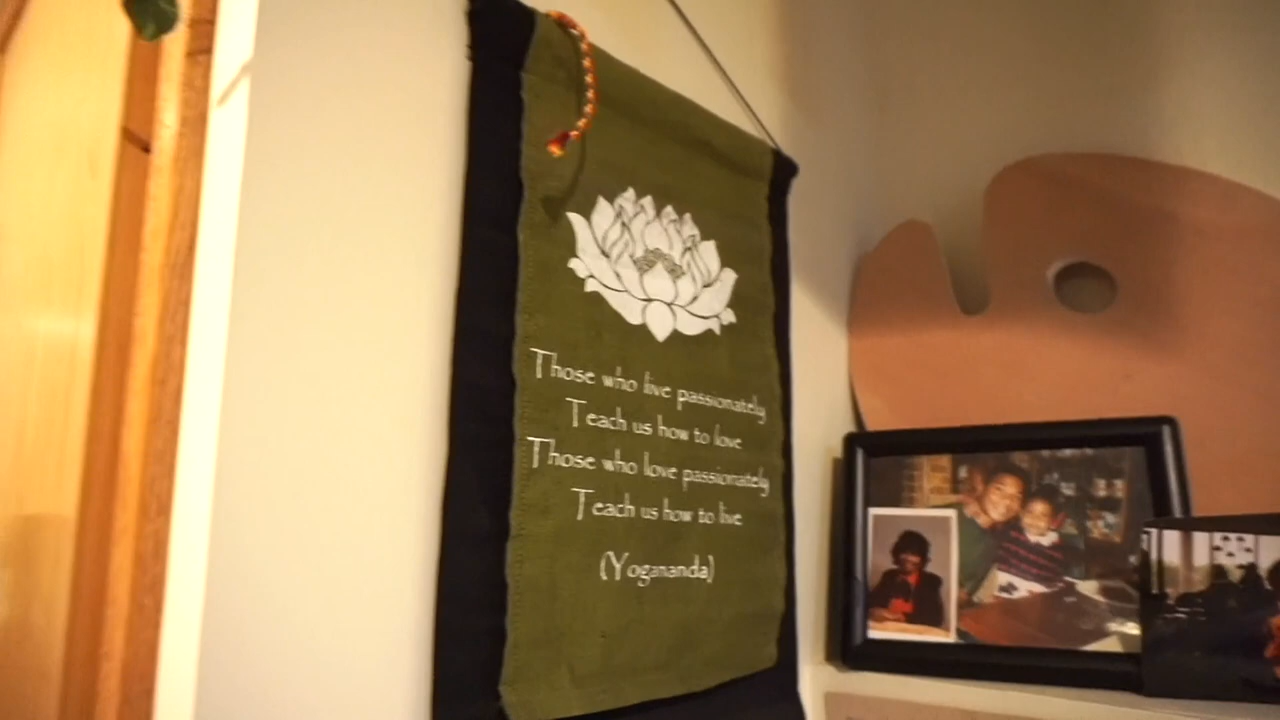 Those who live passionately
Teach us how to love
Those who love passionately
Teach us how to live
(Yogananda)